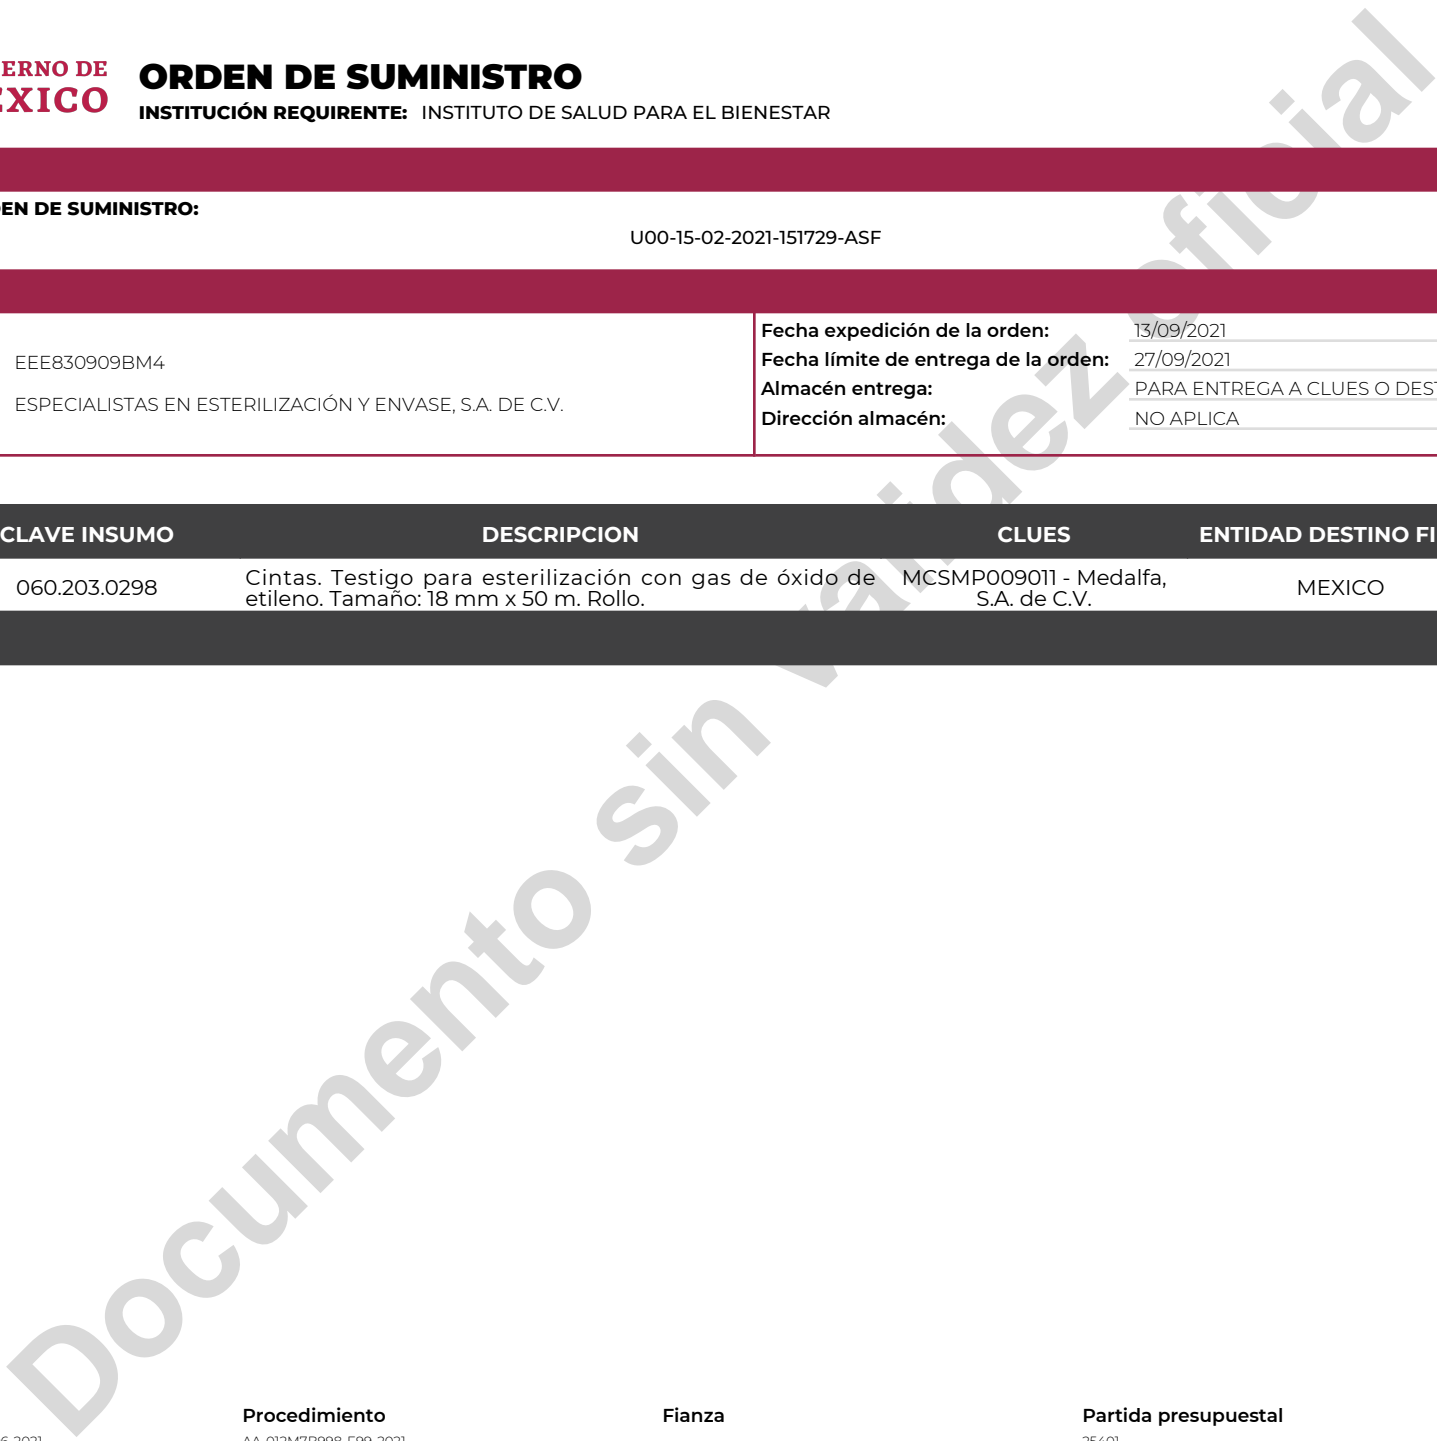 ERNO DE
EXICO
ORDEN DE SUMINISTRO
INSTITUCIÓN REQUIRENTE: INSTITUTO DE SALUD PARA EL BIENESTAR
EN DE SUMINISTRO:
U00-15-02-2021-151729-ASF
EEE830909BM4
ESPECIALISTAS EN ESTERILIZACIÓN Y ENVASE, S.A. DE C.V.
Fecha expedición de la orden: 13/09/2021
Fecha límite de entrega de la orden: 27/09/2021
Almacén entrega: PARA ENTREGA A CLUES O DEST
Dirección almacén: NO APLICA
CLAVE INSUMO DESCRIPCION CLUES ENTIDAD DESTINO FI
060.203.0298 Cintas. Testigo para esterilización con gas de óxido de etileno. Tamaño: 18 mm x 50 m. Rollo. MCSMP009011 - Medalfa, S.A. de C.V. MEXICO
Documento sin validez oficial
Procedimiento Fianza Partida presupuestal